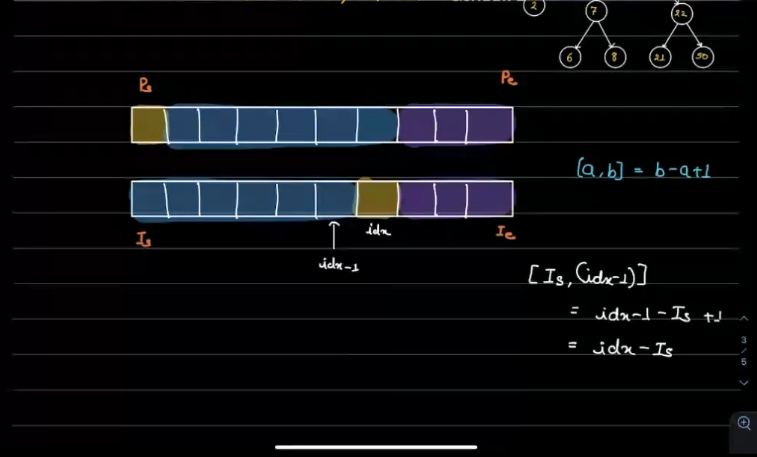 2 7 22
6 8 21 50
Ps Pe
[a,b] = b-a+1
Is idx Ie
idx-1
[Is, (idx-1)]
= idx-1-Is +1
= idx-Is
3
/
5